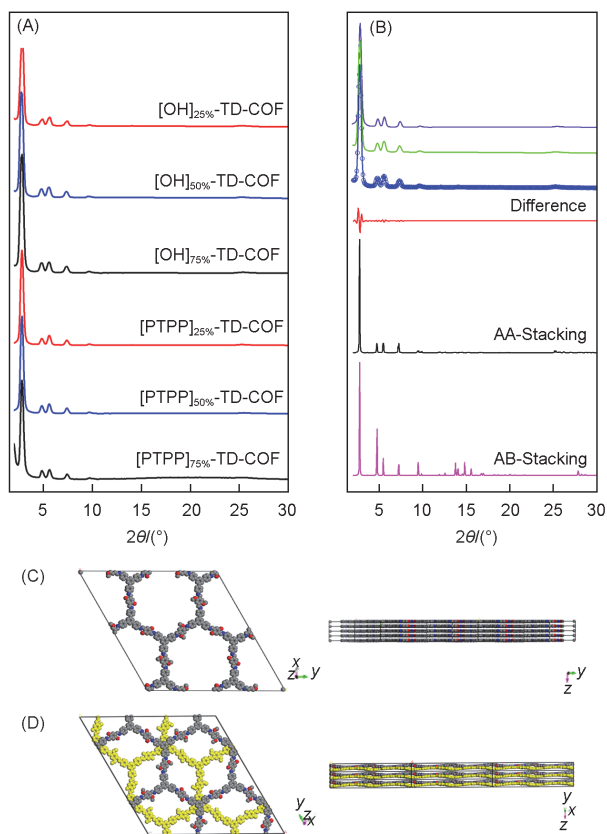 (A)
[OH]25%-TD-COF
[OH]50%-TD-COF
[OH]75%-TD-COF
[PTPP]25%-TD-COF
[PTPP]50%-TD-COF
[PTPP]75%-TD-COF
5 10 15 20 25 30
2θ/(°)
(B)
Difference
AA-Stacking
AB-Stacking
5 10 15 20 25 30
2θ/(°)
(C)
x
z y
y
z
(D)
y
z
x
y
z x